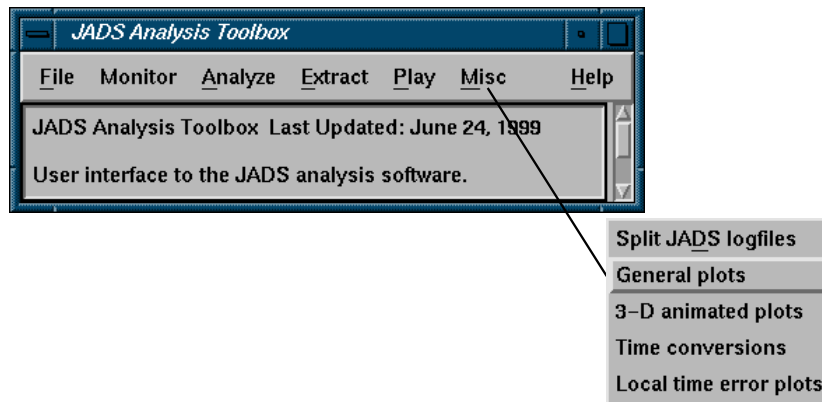 JADS Analysis Toolbox
File Monitor Analyze Extract Play Misc Help
JADS Analysis Toolbox Last Updated: June 24, 1999
User interface to the JADS analysis software.
Split JADS logfiles
General plots
3-D animated plots
Time conversions
Local time error plots